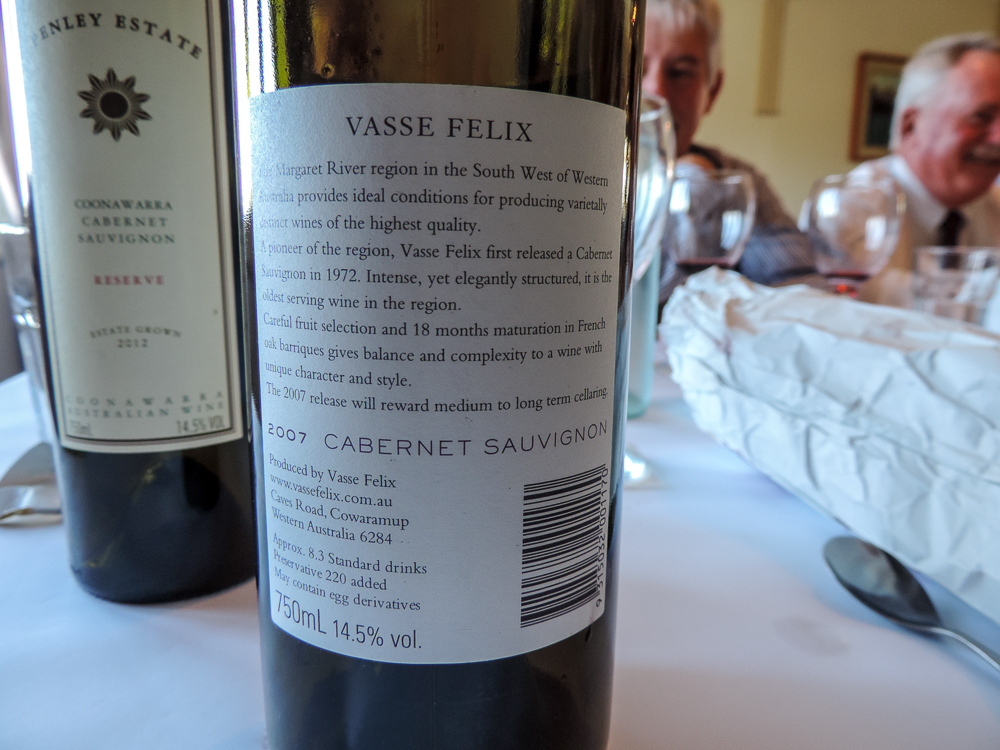 PENLEY ESTATE
COONAWARRA
CABERNET
SAUVIGNON
RESERVE
ESTATE GROWN
2012
COONAWARRA
AUSTRALIAN WINE
750mL 14.5% VOL
VASSE FELIX
The Margaret River region in the South West of Western
Australia provides ideal conditions for producing varietally
distinct wines of the highest quality.
A pioneer of the region, Vasse Felix first released a Cabernet
Sauvignon in 1972. Intense, yet elegantly structured, it is the
oldest serving wine in the region.
Careful fruit selection and 18 months maturation in French
oak barriques gives balance and complexity to a wine with
unique character and style.
The 2007 release will reward medium to long term cellaring.
2007 CABERNET SAUVIGNON
Produced by Vasse Felix
www.vassefelix.com.au
Caves Road, Cowaramup
Western Australia 6284
Approx. 8.3 Standard drinks
Preservative 220 added
May contain egg derivatives
750mL 14.5% vol.